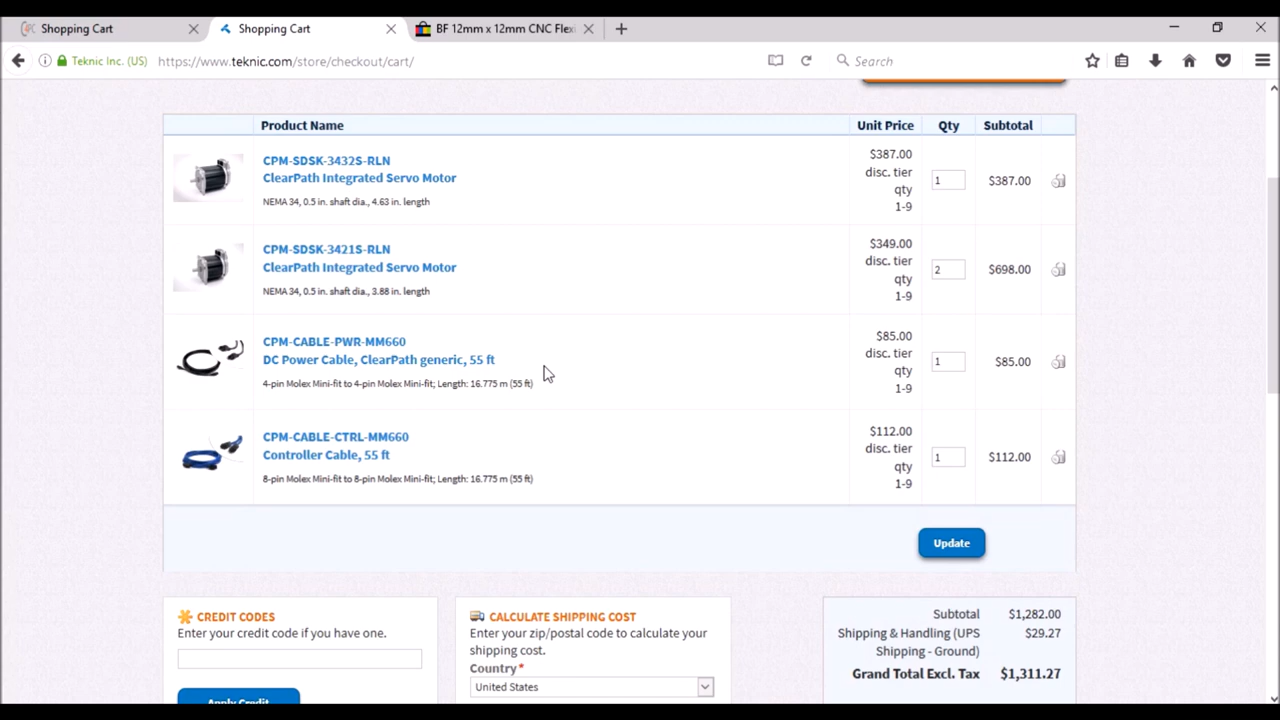 Shopping Cart
Shopping Cart
BF 12mm x 12mm CNC Flexi
Teknic Inc. (US)
https://www.teknic.com/store/checkout/cart/
Search
Product Name
Unit Price
Qty
Subtotal
CPM-SDSK-3432S-RLN
ClearPath Integrated Servo Motor
NEMA 34, 0.5 in. shaft dia., 4.63 in. length
$387.00
disc. tier
qty
1-9
1
$387.00
CPM-SDSK-3421S-RLN
ClearPath Integrated Servo Motor
NEMA 34, 0.5 in. shaft dia., 3.88 in. length
$349.00
disc. tier
qty
1-9
2
$698.00
CPM-CABLE-PWR-MM660
DC Power Cable, ClearPath generic, 55 ft
4-pin Molex Mini-fit to 4-pin Molex Mini-fit; Length: 16.775 m (55 ft)
$85.00
disc. tier
qty
1-9
1
$85.00
CPM-CABLE-CTRL-MM660
Controller Cable, 55 ft
8-pin Molex Mini-fit to 8-pin Molex Mini-fit; Length: 16.775 m (55 ft)
$112.00
disc. tier
qty
1-9
1
$112.00
Update
CREDIT CODES
Enter your credit code if you have one.
Apply Credit
CALCULATE SHIPPING COST
Enter your zip/postal code to calculate your
shipping cost.
Country *
United States
Subtotal $1,282.00
Shipping & Handling (UPS $29.27
Shipping - Ground)
Grand Total Excl. Tax $1,311.27